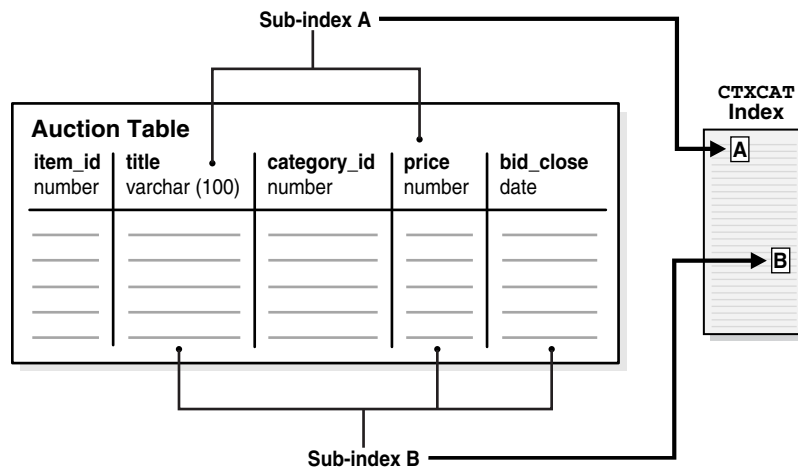 Sub-index A
CTXCAT
Index
Auction Table
item_id title category_id price bid_close
number varchar (100) number number date
A
B
Sub-index B